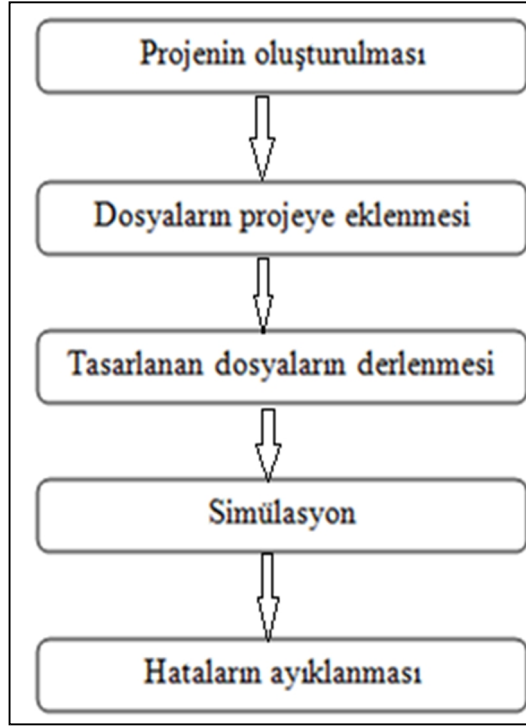 Projenin oluşturulması
Dosyaların projeye eklenmesi
Tasarlanan dosyaların derlenmesi
Simülasyon
Hataların ayıklanması